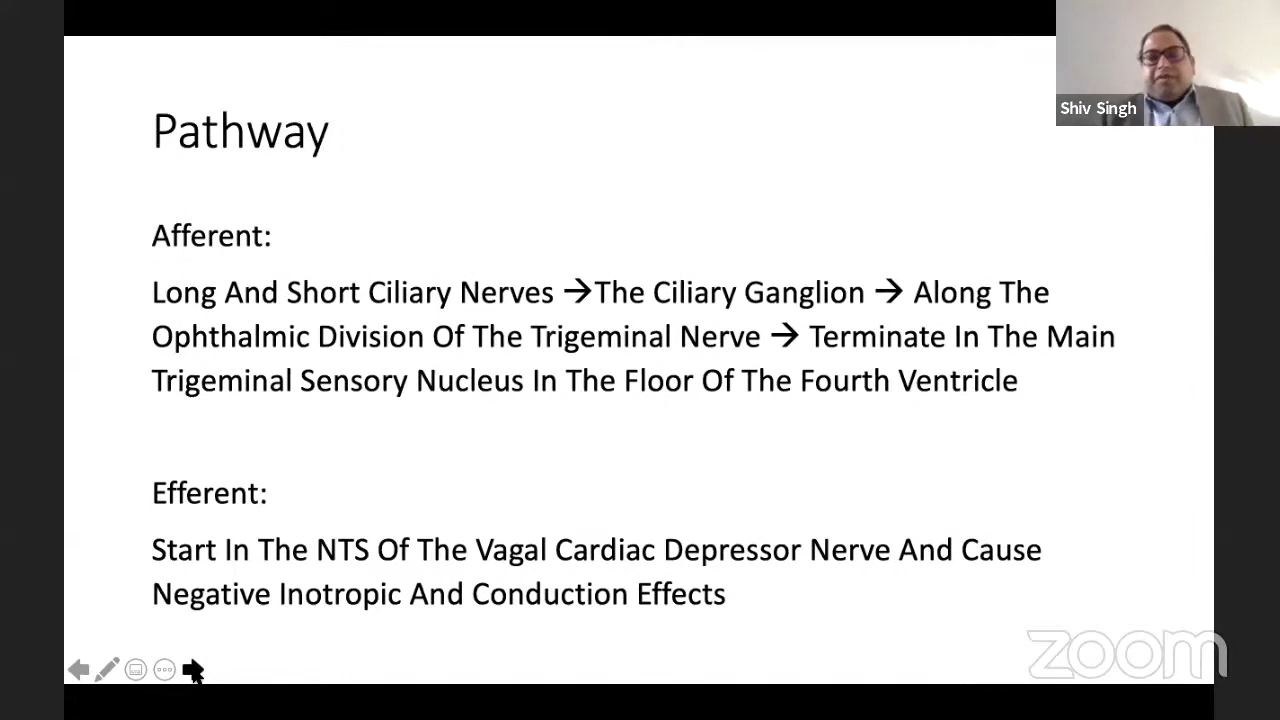 Shiv Singh
Pathway
Afferent:
Long And Short Ciliary Nerves →The Ciliary Ganglion → Along The
Ophthalmic Division Of The Trigeminal Nerve → Terminate In The Main
Trigeminal Sensory Nucleus In The Floor Of The Fourth Ventricle
Efferent:
Start In The NTS Of The Vagal Cardiac Depressor Nerve And Cause
Negative Inotropic And Conduction Effects
zoom